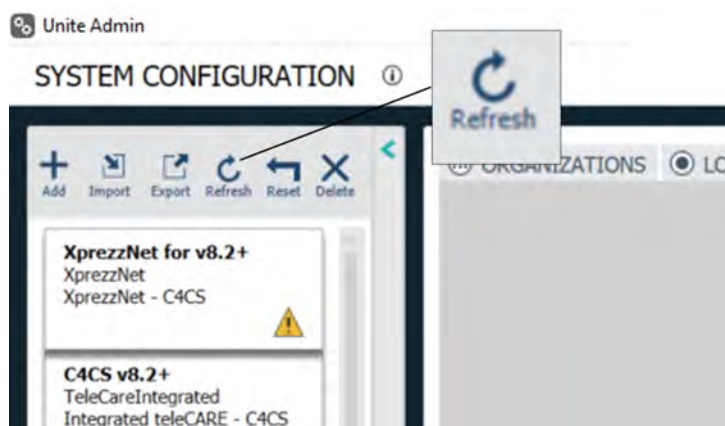 Unite Admin
SYSTEM CONFIGURATION
Refresh
ORGANIZATIONS
Add Import Export Refresh Reset Delete
XprezzNet for v8.2+
XprezzNet
XprezzNet - C4CS
C4CS v8.2+
TeleCareIntegrated
Integrated teleCARE - C4CS